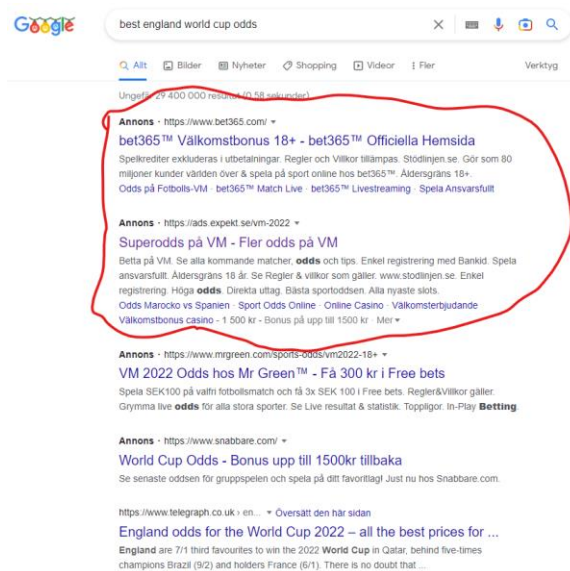 Google
best england world cup odds
Allt Bilder Nyheter Shopping Videor Fler Verktyg
Ungefär 29 400 000 resultat (0,58 sekunder)
Annons · https://www.bet365.com/
bet365™ Välkomstbonus 18+ - bet365™ Officiella Hemsida
Spelkrediter exkluderas i utbetalningar. Regler och Villkor tillämpas. Stödlinjen.se. Gör som 80
miljoner kunder världen över & spela på sport online hos bet365™. Åldersgräns 18+.
Odds på Fotbolls-VM · bet365™ Match Live · bet365™ Livestreaming · Spela Ansvarsfullt
Annons · https://ads.expekt.se/vm-2022
Superodds på VM - Fler odds på VM
Betta på VM. Se alla kommande matcher, odds och tips. Enkel registrering med Bankid. Spela
ansvarsfullt. Åldersgräns 18 år. Se Regler & villkor som gäller. www.stodlinjen.se. Enkel
registrering. Höga odds. Direkta uttag. Bästa sportoddsen. Alla nyaste slots.
Odds Marocko vs Spanien · Sport Odds Online · Online Casino · Välkomsterbjudande
Välkomstbonus casino - 1 500 kr - Bonus på upp till 1500 kr · Mer
Annons · https://www.mrgreen.com/sports-odds/vm2022-18+
VM 2022 Odds hos Mr Green™ - Få 300 kr i Free bets
Spela SEK100 på valfri fotbollsmatch och få 3x SEK 100 i Free bets. Regler&Villkor gäller.
Grymma live odds för alla stora sporter. Se Live resultat & statistik. Toppligor. In-Play Betting.
Annons · https://www.snabbare.com/
World Cup Odds - Bonus upp till 1500kr tillbaka
Se senaste oddsen för gruppspelen och spela på ditt favoritlag! Just nu hos Snabbare.com.
https://www.telegraph.co.uk › en... Översätt den här sidan
England odds for the World Cup 2022 – all the best prices for ...
England are 7/1 third favourites to win the 2022 World Cup in Qatar, behind five-times
champions Brazil (9/2) and holders France (6/1). There is no doubt that ...